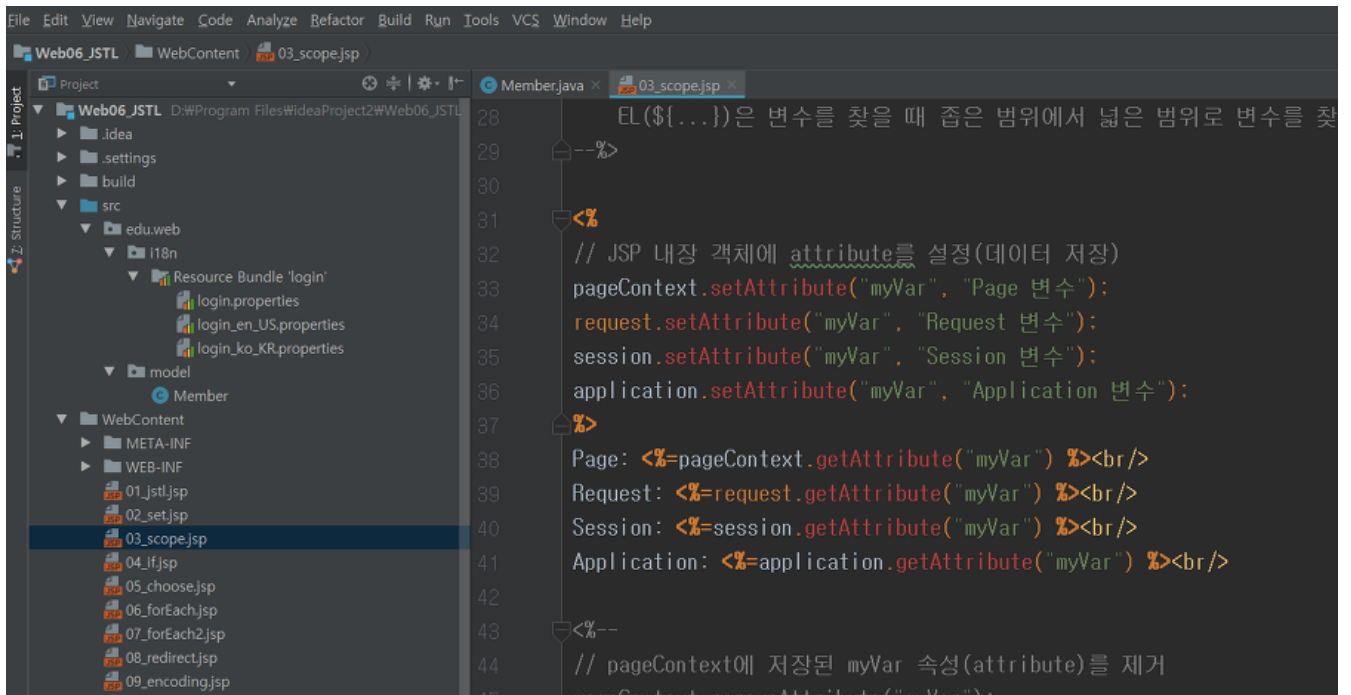 File Edit View Navigate Code Analyze Refactor Build Run Tools VCS Window Help
Web06_JSTL WebContent 03_scope.jsp
Project
1: Project
Z: Structure
Web06_JSTL D:₩Program Files₩ideaProject2₩Web06_JSTL
.idea
.settings
build
src
edu.web
i18n
Resource Bundle 'login'
login.properties
login_en_US.properties
login_ko_KR.properties
model
Member
WebContent
META-INF
WEB-INF
01_jstl.jsp
02_set.jsp
03_scope.jsp
04_if.jsp
05_choose.jsp
06_forEach.jsp
07_forEach2.jsp
08_redirect.jsp
09_encoding.jsp
Member.java 03_scope.jsp
28 EL(${...})은 변수를 찾을 때 좁은 범위에서 넓은 범위로 변수를 찾
29 --%>
30
31 <%
32 // JSP 내장 객체에 attribute를 설정(데이터 저장)
33 pageContext.setAttribute("myVar", "Page 변수");
34 request.setAttribute("myVar", "Request 변수");
35 session.setAttribute("myVar", "Session 변수");
36 application.setAttribute("myVar", "Application 변수");
37 %>
38 Page: <%=pageContext.getAttribute("myVar") %><br/>
39 Request: <%=request.getAttribute("myVar") %><br/>
40 Session: <%=session.getAttribute("myVar") %><br/>
41 Application: <%=application.getAttribute("myVar") %><br/>
42
43 <%--
44 // pageContext에 저장된 myVar 속성(attribute)를 제거